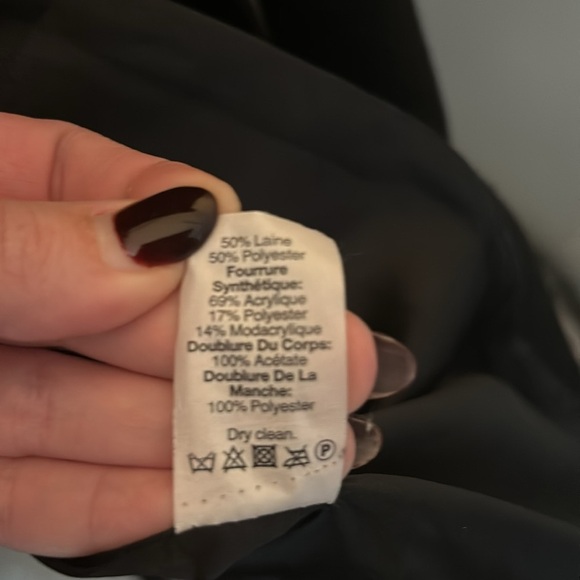 50% Laine
50% Polyester
Fourrure
Synthétique:
69% Acrylique
17% Polyester
14% Modacrylique
Doublure Du Corps:
100% Acétate
Doublure De La
Manche:
100% Polyester
Dry clean.
P